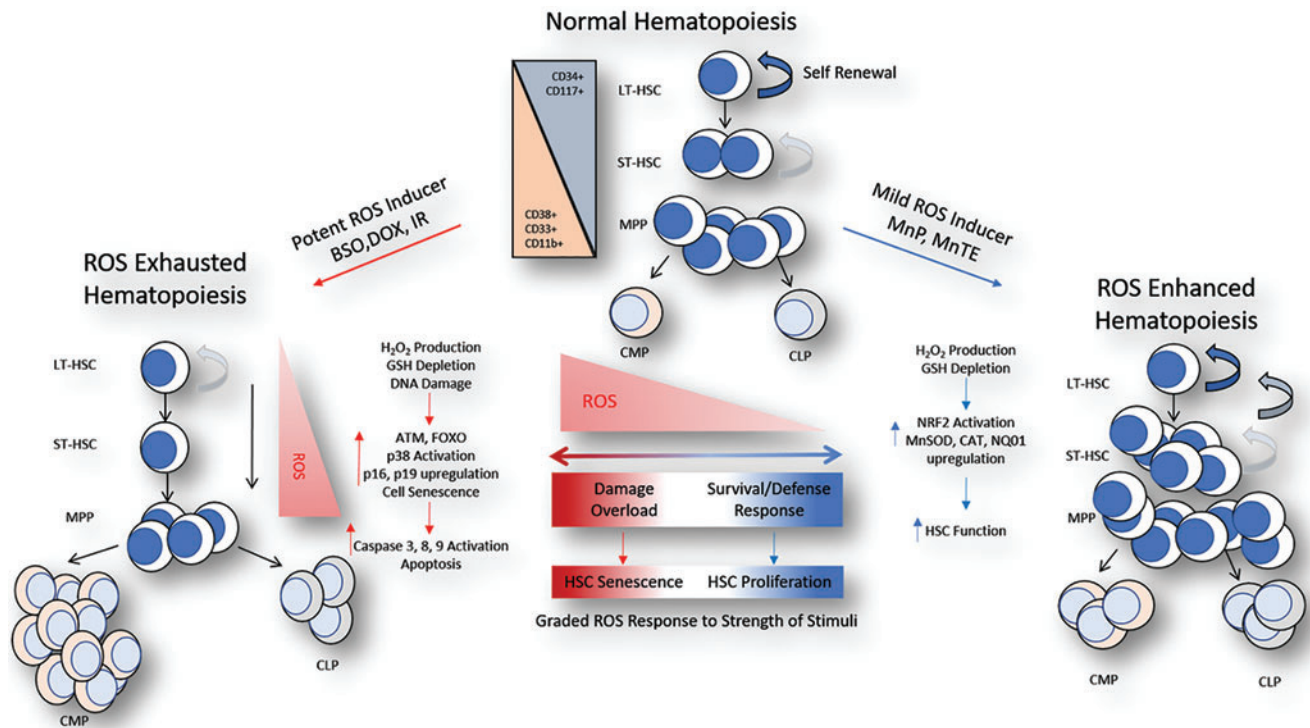 Normal Hematopoiesis
CD34+
CD117+
CD38+
CD33+
CD11b+
LT-HSC
Self Renewal
ST-HSC
MPP
CMP
CLP
Potent ROS Inducer
BSO,DOX, IR
Mild ROS Inducer
MnP, MnTE
ROS Exhausted
Hematopoiesis
LT-HSC
ST-HSC
MPP
CMP
CLP
ROS
H₂O₂ Production
GSH Depletion
DNA Damage
ATM, FOXO
p38 Activation
p16, p19 upregulation
Cell Senescence
Caspase 3, 8, 9 Activation
Apoptosis
ROS
Damage
Overload
Survival/Defense
Response
HSC Senescence
HSC Proliferation
Graded ROS Response to Strength of Stimuli
H₂O₂ Production
GSH Depletion
NRF2 Activation
MnSOD, CAT, NQ01
upregulation
HSC Function
ROS Enhanced
Hematopoiesis
LT-HSC
ST-HSC
MPP
CMP
CLP